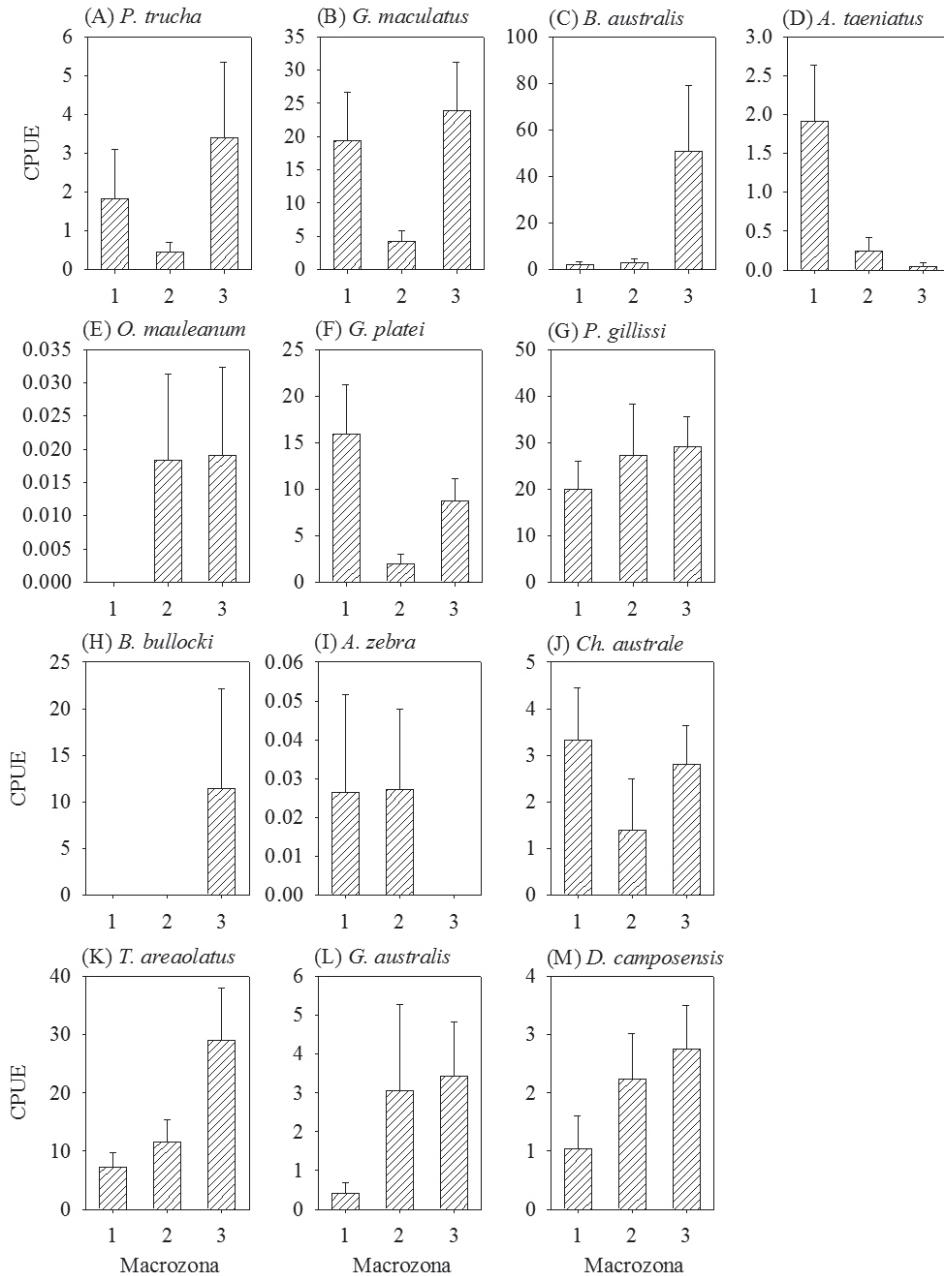 (A) P. trucha
(B) G. maculatus
(C) B. australis
(D) A. taeniatus
CPUE
6
5
4
3
2
1
0
1 2 3
35
30
25
20
15
10
5
0
1 2 3
100
80
60
40
20
0
1 2 3
3.0
2.5
2.0
1.5
1.0
0.5
0.0
1 2 3
(E) O. mauleanum
(F) G. platei
(G) P. gillissi
0.035
0.030
0.025
0.020
0.015
0.010
0.005
0.000
1 2 3
25
20
15
10
5
0
1 2 3
50
40
30
20
10
0
1 2 3
(H) B. bullocki
(I) A. zebra
(J) Ch. australe
CPUE
25
20
15
10
5
0
1 2 3
0.06
0.05
0.04
0.03
0.02
0.01
0.00
1 2 3
5
4
3
2
1
0
1 2 3
(K) T. areaolatus
(L) G. australis
(M) D. camposensis
CPUE
40
30
20
10
0
1 2 3
Macrozona
6
5
4
3
2
1
0
1 2 3
Macrozona
4
3
2
1
0
1 2 3
Macrozona